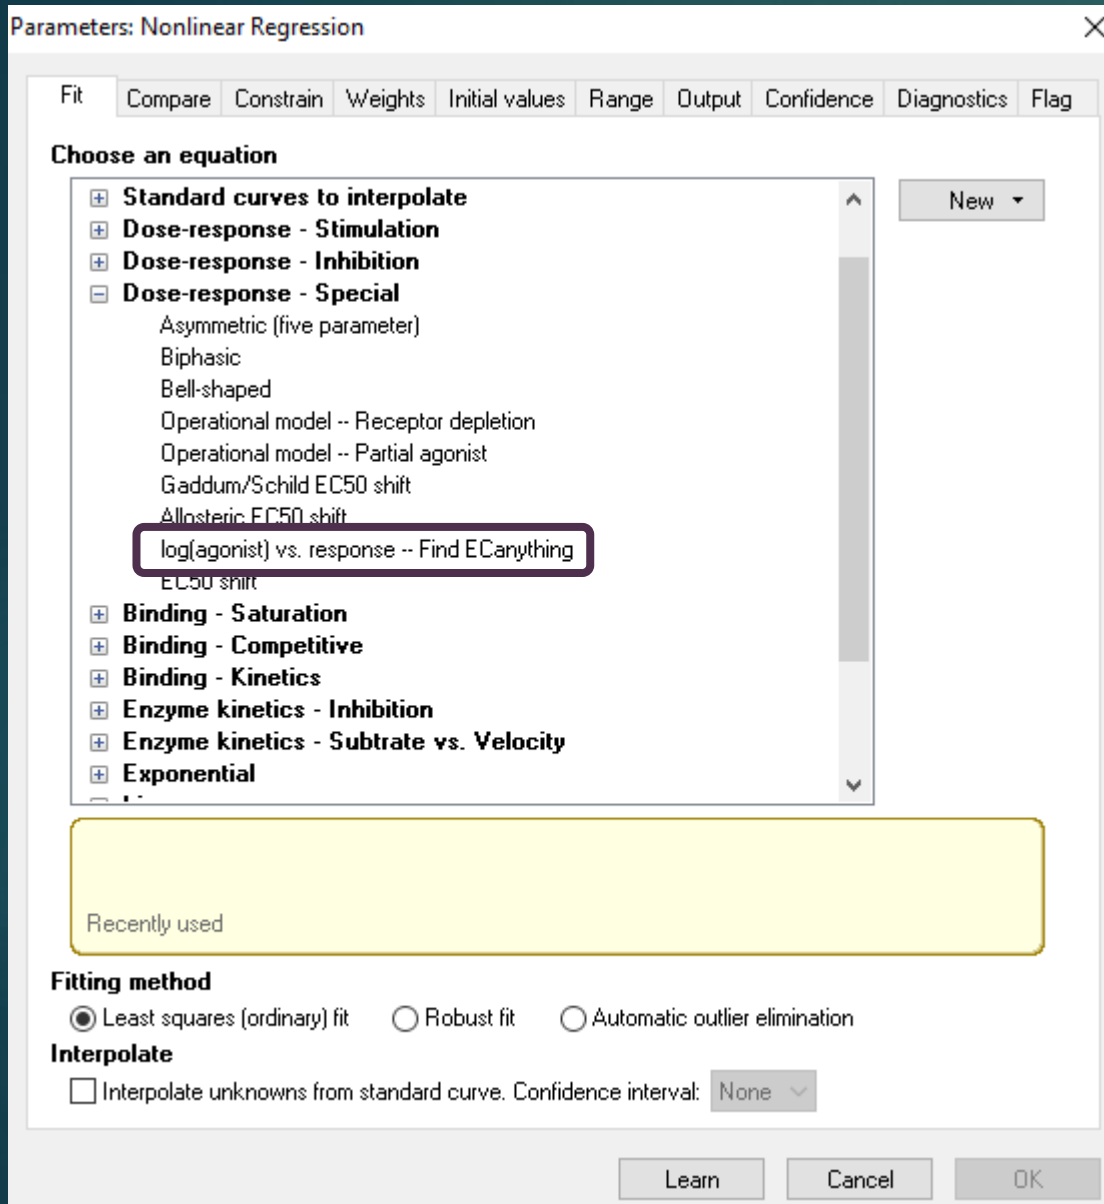 Parameters: Nonlinear Regression
Fit Compare Constrain Weights Initial values Range Output Confidence Diagnostics Flag
Choose an equation
New
Standard curves to interpolate
Dose-response - Stimulation
Dose-response - Inhibition
Dose-response - Special
Asymmetric (five parameter)
Biphasic
Bell-shaped
Operational model -- Receptor depletion
Operational model -- Partial agonist
Gaddum/Schild EC50 shift
Allosteric EC50 shift
log(agonist) vs. response -- Find ECanything
EC50 shift
Binding - Saturation
Binding - Competitive
Binding - Kinetics
Enzyme kinetics - Inhibition
Enzyme kinetics - Subtrate vs. Velocity
Exponential
Recently used
Fitting method
Least squares (ordinary) fit Robust fit Automatic outlier elimination
Interpolate
Interpolate unknowns from standard curve. Confidence interval: None
Learn Cancel OK